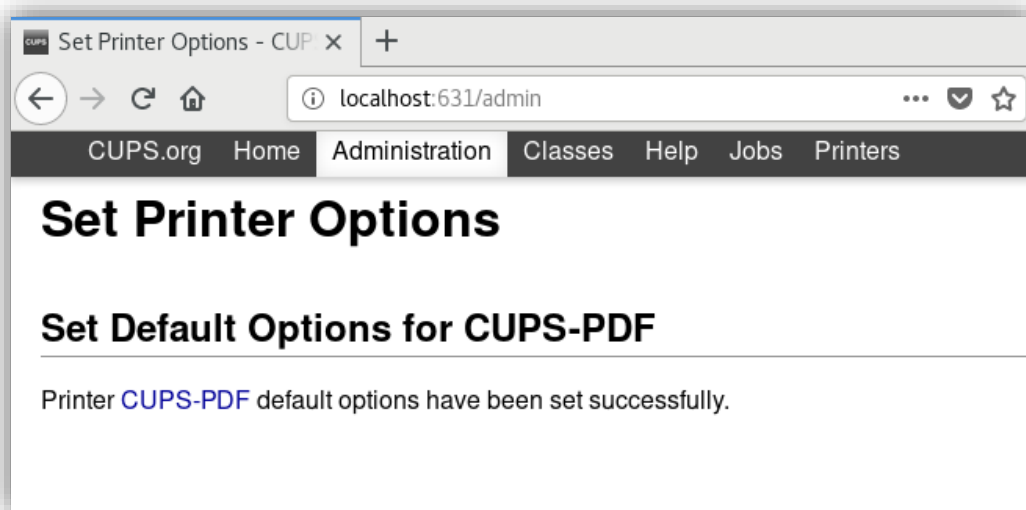 CUPS Set Printer Options - CUP
localhost:631/admin
CUPS.org Home Administration Classes Help Jobs Printers
Set Printer Options
Set Default Options for CUPS-PDF
Printer CUPS-PDF default options have been set successfully.